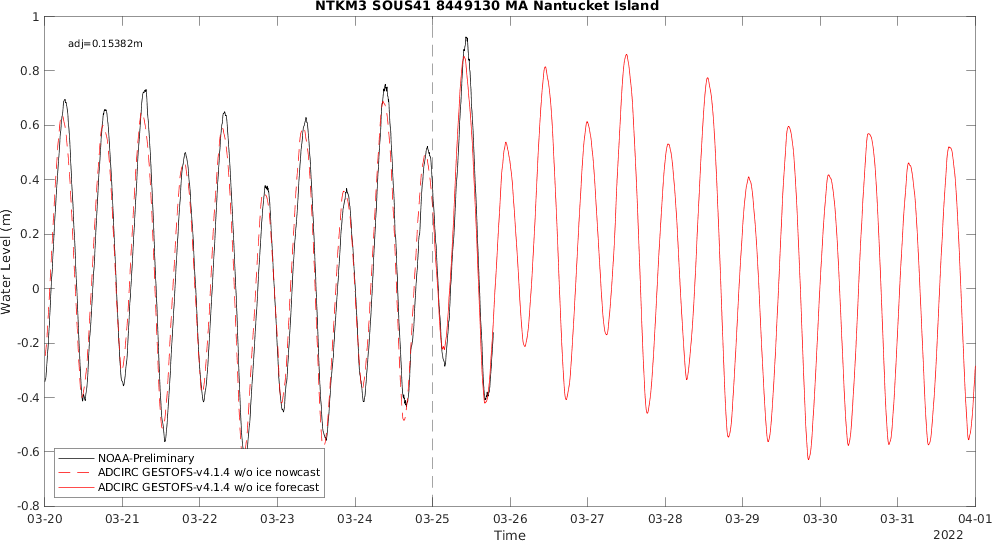 NTKM3 SOUS41 8449130 MA Nantucket Island
adj=0.15382m
1
0.8
0.6
0.4
0.2
0
-0.2
-0.4
-0.6
-0.8
Water Level (m)
NOAA-Preliminary
ADCIRC GESTOFS-v4.1.4 w/o ice nowcast
ADCIRC GESTOFS-v4.1.4 w/o ice forecast
03-20 03-21 03-22 03-23 03-24 03-25 03-26 03-27 03-28 03-29 03-30 03-31 04-01
Time
2022